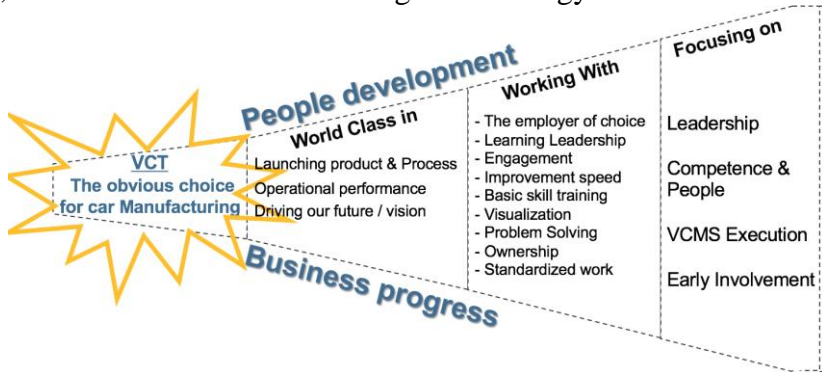 People development
VCT
The obvious choice
for car Manufacturing
World Class in
Launching product & Process
Operational performance
Driving our future / vision
Working With
- The employer of choice
- Learning Leadership
- Engagement
- Improvement speed
- Basic skill training
- Visualization
- Problem Solving
- Ownership
- Standardized work
Focusing on
Leadership
Competence &
People
VCMS Execution
Early Involvement
Business progress